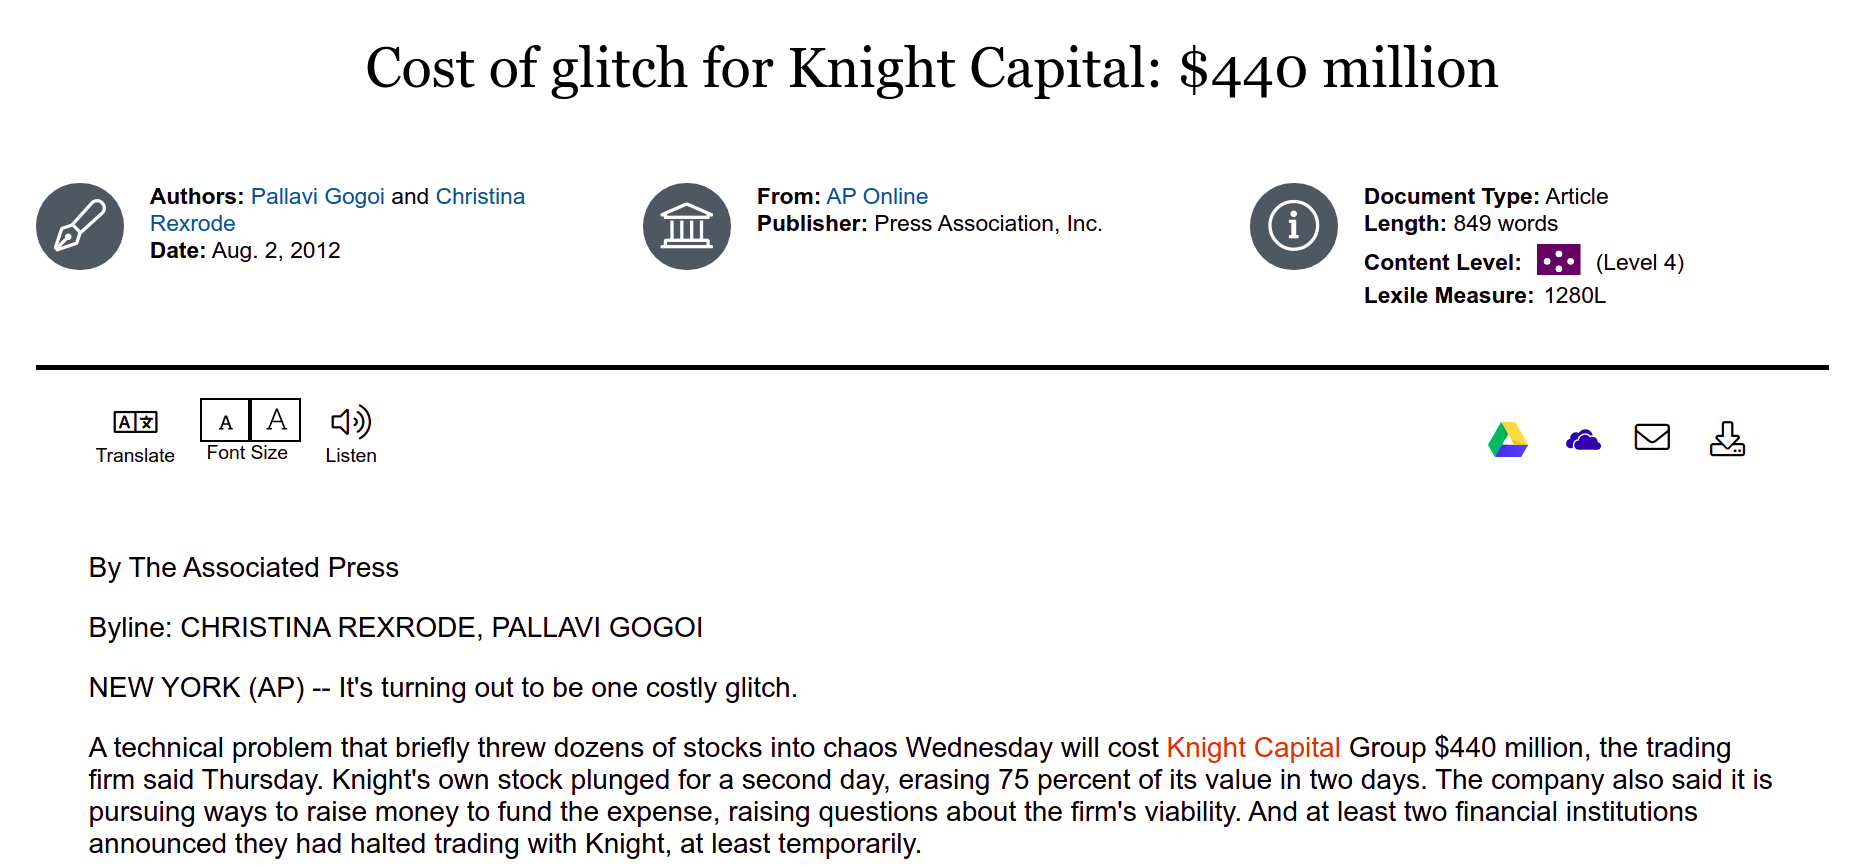 Cost of glitch for Knight Capital: $440 million
Authors: Pallavi Gogoi and Christina
Rexrode
Date: Aug. 2, 2012
From: AP Online
Publisher: Press Association, Inc.
Document Type: Article
Length: 849 words
Content Level: (Level 4)
Lexile Measure: 1280L
A文 A A
Translate Font Size Listen
By The Associated Press
Byline: CHRISTINA REXRODE, PALLAVI GOGOI
NEW YORK (AP) -- It's turning out to be one costly glitch.
A technical problem that briefly threw dozens of stocks into chaos Wednesday will cost Knight Capital Group $440 million, the trading
firm said Thursday. Knight's own stock plunged for a second day, erasing 75 percent of its value in two days. The company also said it is
pursuing ways to raise money to fund the expense, raising questions about the firm's viability. And at least two financial institutions
announced they had halted trading with Knight, at least temporarily.